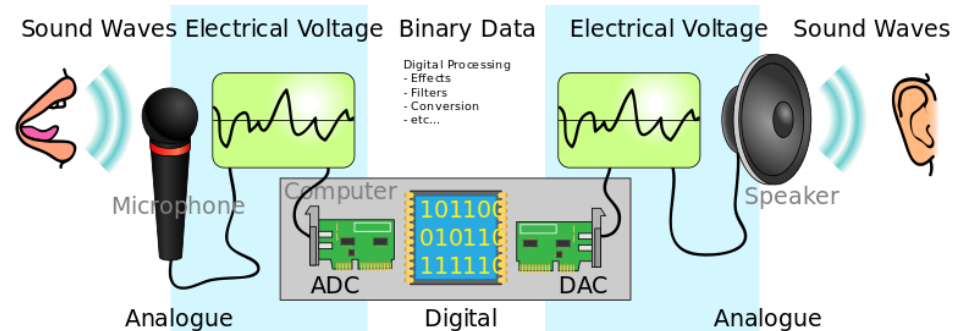 Sound Waves
Electrical Voltage
Binary Data
Electrical Voltage
Sound Waves
Digital Processing
- Effects
- Filters
- Conversion
- etc...
Microphone
Computer
Speaker
101100
010110
111110
ADC
DAC
Analogue
Digital
Analogue